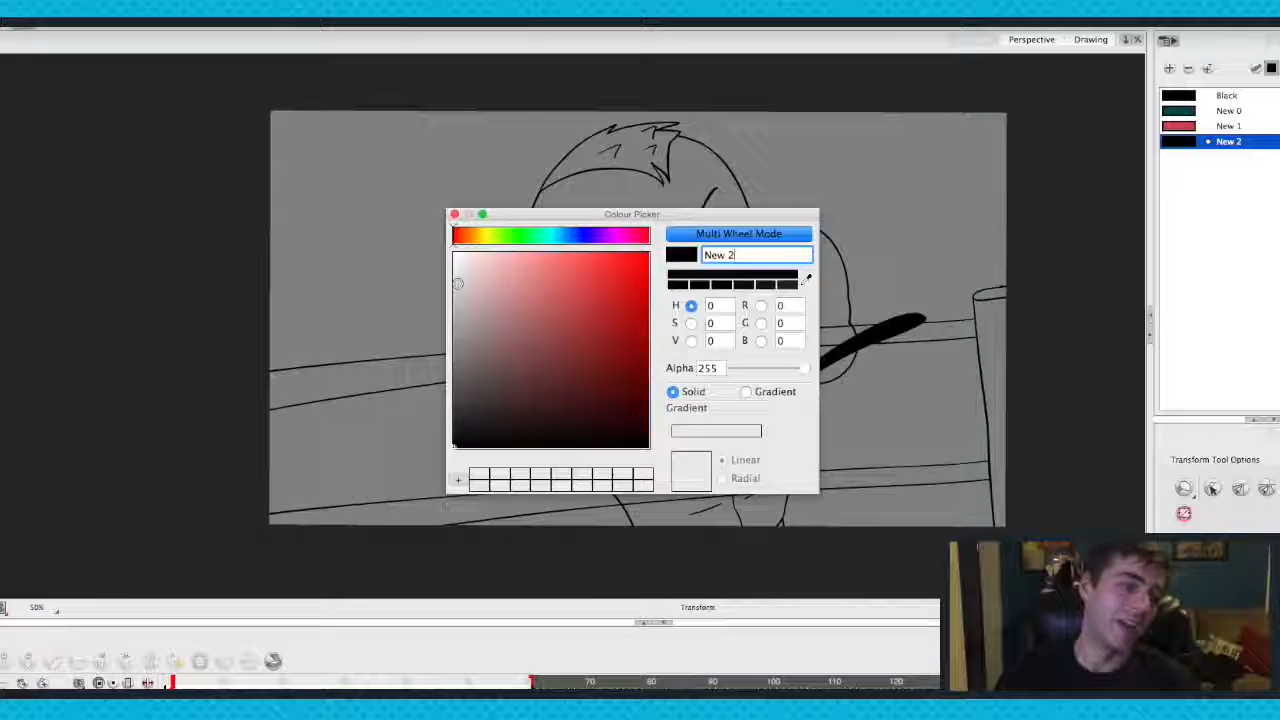 Perspective Drawing
Black
New 0
New 1
New 2
Colour Picker
Multi Wheel Mode
New 2
H 0 R 0
S 0 G 0
V 0 B 0
Alpha 255
Solid Gradient
Gradient
Linear
Radial
+
Transform Tool Options
50% Transform
70 80 90 100 110 120